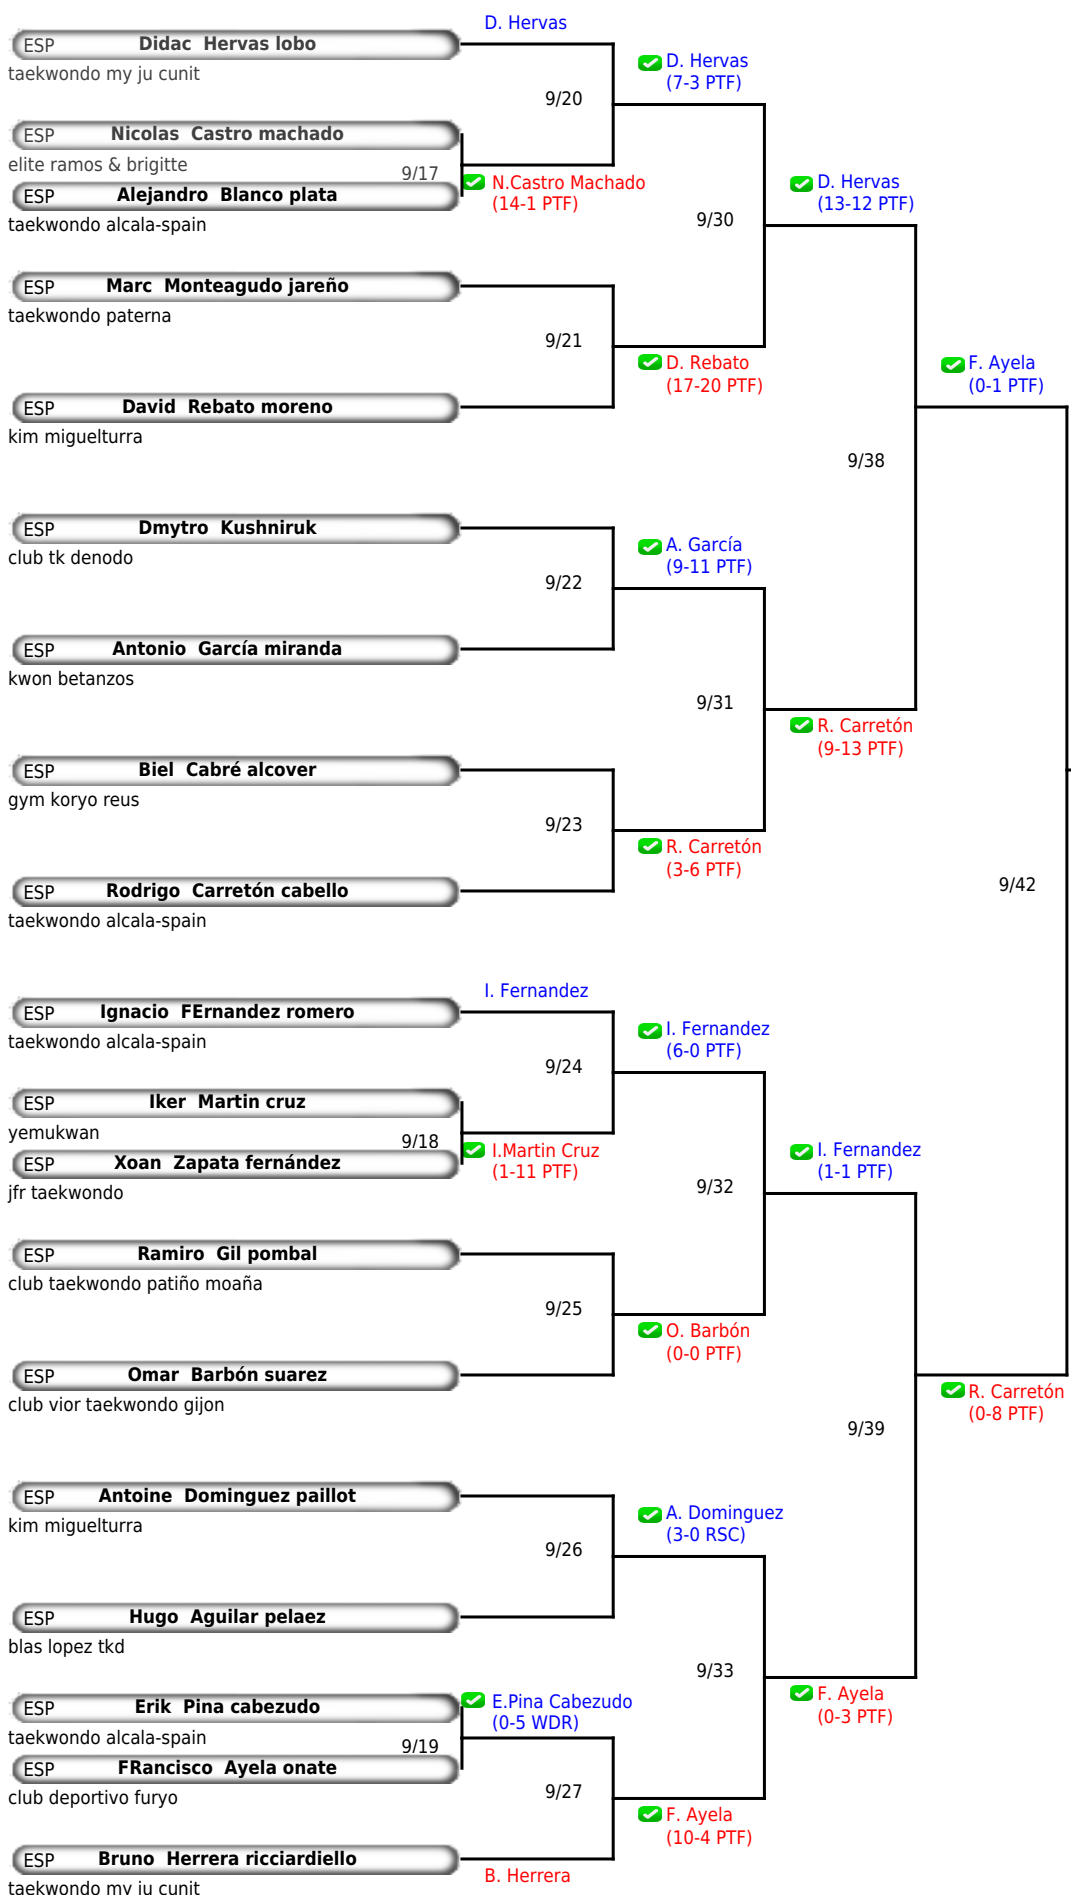 D. Hervas
ESP Didac Hervas lobo
taekwondo my ju cunit
D. Hervas
(7-3 PTF)
9/20
ESP Nicolas Castro machado
elite ramos & brigitte
9/17
ESP Alejandro Blanco plata
taekwondo alcala-spain
N.Castro Machado
(14-1 PTF)
D. Hervas
(13-12 PTF)
9/30
ESP Marc Monteagudo jareño
taekwondo paterna
9/21
D. Rebato
(17-20 PTF)
F. Ayela
(0-1 PTF)
ESP David Rebato moreno
kim miguelturra
9/38
ESP Dmytro Kushniruk
club tk denodo
A. García
(9-11 PTF)
9/22
ESP Antonio García miranda
kwon betanzos
9/31
R. Carretón
(9-13 PTF)
ESP Biel Cabré alcover
gym koryo reus
9/23
R. Carretón
(3-6 PTF)
ESP Rodrigo Carretón cabello
taekwondo alcala-spain
9/42
I. Fernandez
ESP Ignacio FErnandez romero
taekwondo alcala-spain
I. Fernandez
(6-0 PTF)
9/24
ESP Iker Martin cruz
yemukwan
9/18
ESP Xoan Zapata fernández
jfr taekwondo
I.Martin Cruz
(1-11 PTF)
I. Fernandez
(1-1 PTF)
9/32
ESP Ramiro Gil pombal
club taekwondo patiño moaña
9/25
O. Barbón
(0-0 PTF)
ESP Omar Barbón suarez
club vior taekwondo gijon
R. Carretón
(0-8 PTF)
9/39
ESP Antoine Dominguez paillot
kim miguelturra
A. Dominguez
(3-0 RSC)
9/26
ESP Hugo Aguilar pelaez
blas lopez tkd
9/33
F. Ayela
(0-3 PTF)
ESP Erik Pina cabezudo
taekwondo alcala-spain
E.Pina Cabezudo
(0-5 WDR)
9/19
ESP FRancisco Ayela onate
club deportivo furyo
9/27
F. Ayela
(10-4 PTF)
ESP Bruno Herrera ricciardiello
B. Herrera
taekwondo my ju cunit